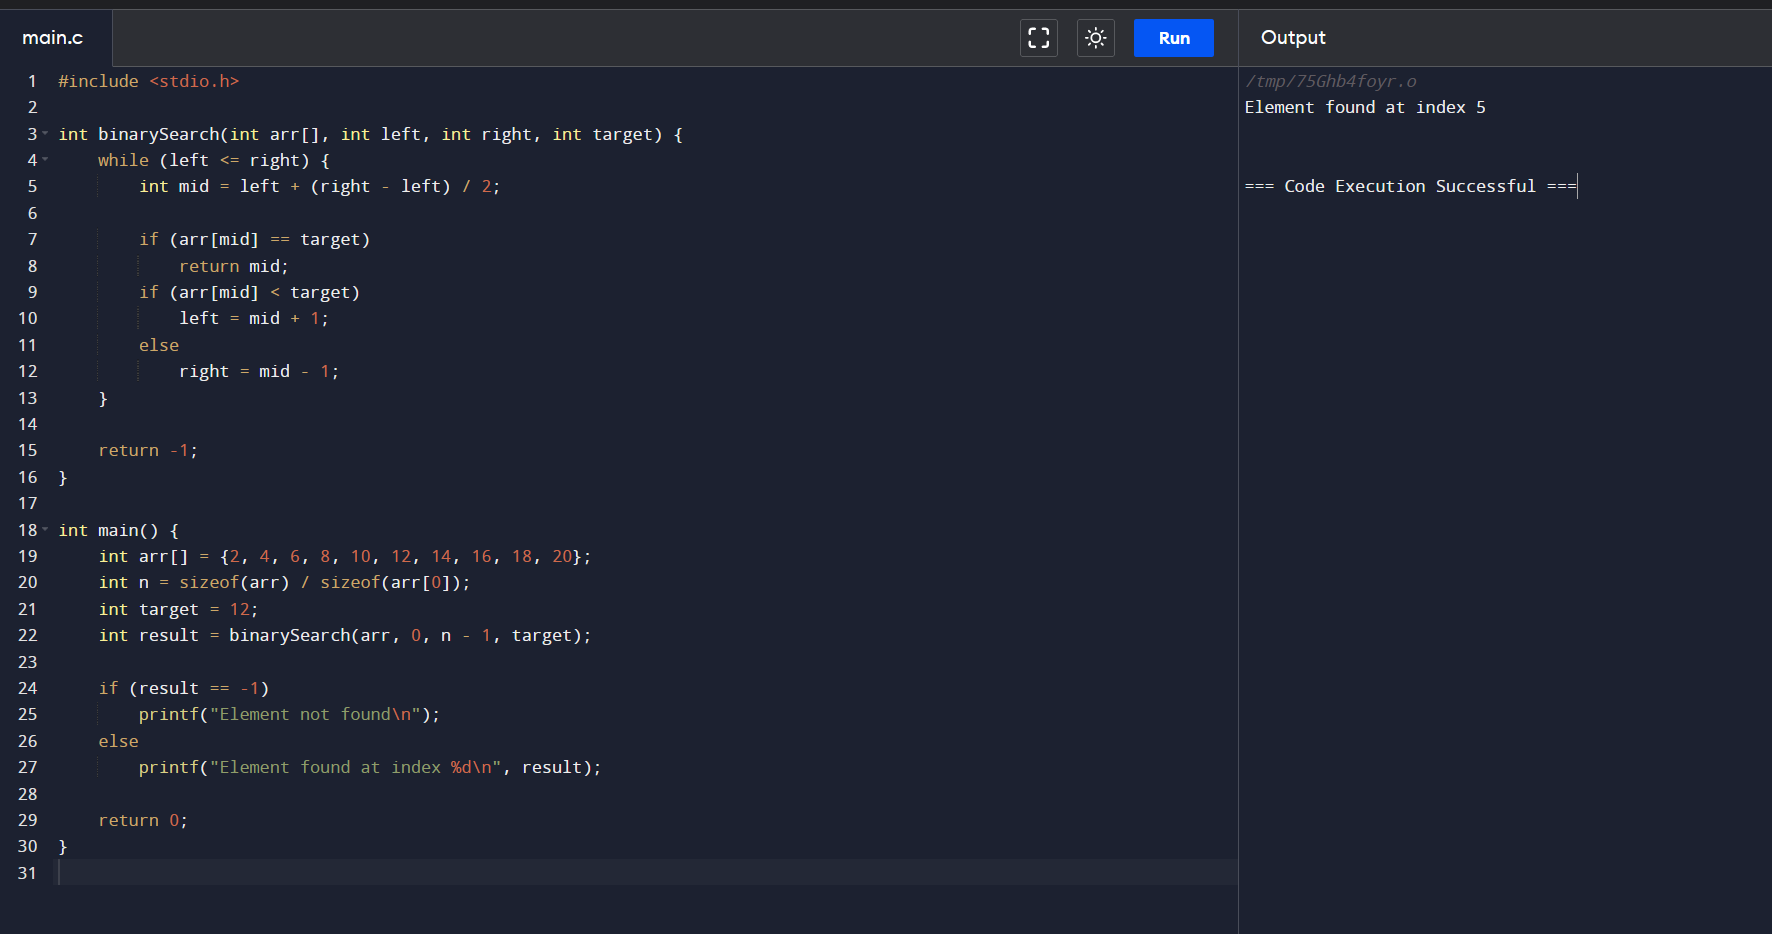 main.c
Run
Output
1 #include <stdio.h>
2
3 int binarySearch(int arr[], int left, int right, int target) {
4     while (left <= right) {
5         int mid = left + (right - left) / 2;
6
7         if (arr[mid] == target)
8             return mid;
9         if (arr[mid] < target)
10             left = mid + 1;
11         else
12             right = mid - 1;
13     }
14
15     return -1;
16 }
17
18 int main() {
19     int arr[] = {2, 4, 6, 8, 10, 12, 14, 16, 18, 20};
20     int n = sizeof(arr) / sizeof(arr[0]);
21     int target = 12;
22     int result = binarySearch(arr, 0, n - 1, target);
23
24     if (result == -1)
25         printf("Element not found\n");
26     else
27         printf("Element found at index %d\n", result);
28
29     return 0;
30 }
31
/tmp/75Ghb4foyr.o
Element found at index 5
=== Code Execution Successful ===